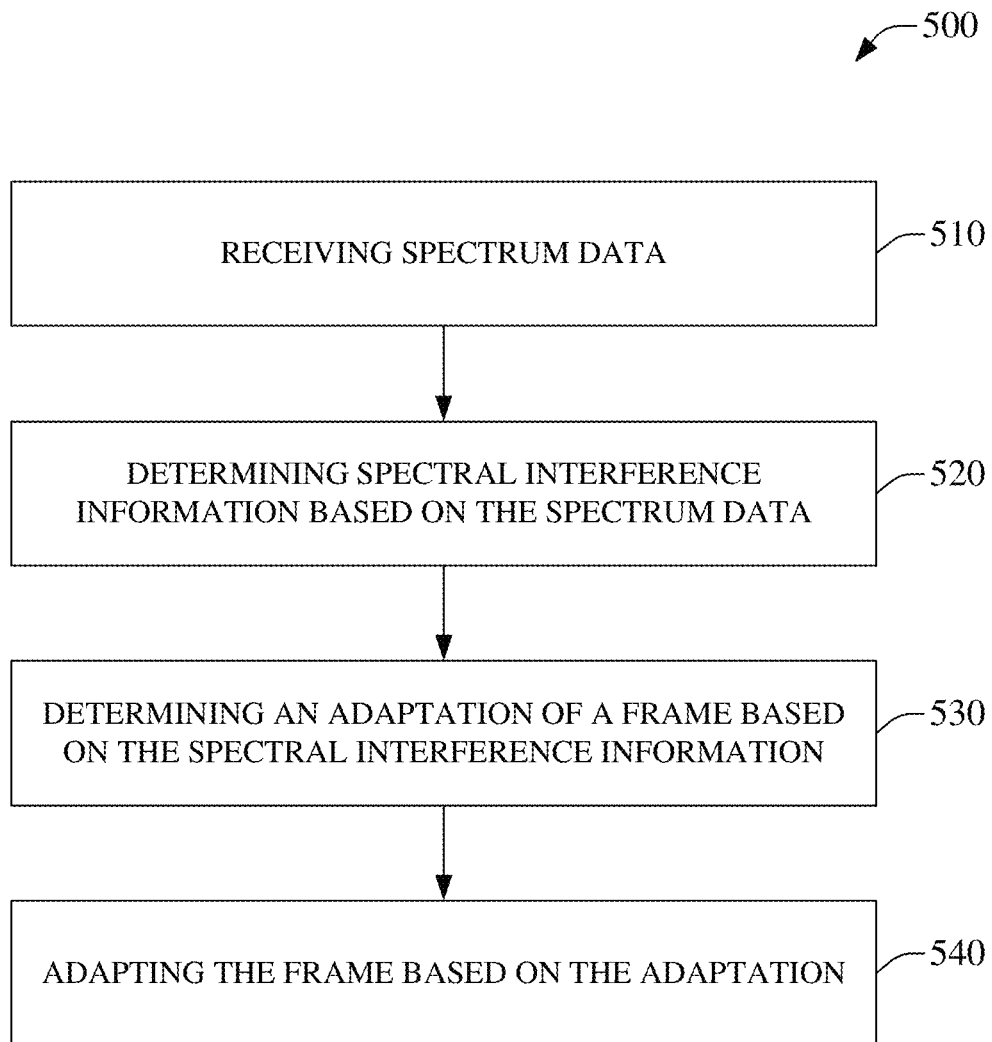 500
RECEIVING SPECTRUM DATA
510
DETERMINING SPECTRAL INTERFERENCE
INFORMATION BASED ON THE SPECTRUM DATA
520
DETERMINING AN ADAPTATION OF A FRAME BASED
ON THE SPECTRAL INTERFERENCE INFORMATION
530
ADAPTING THE FRAME BASED ON THE ADAPTATION
540